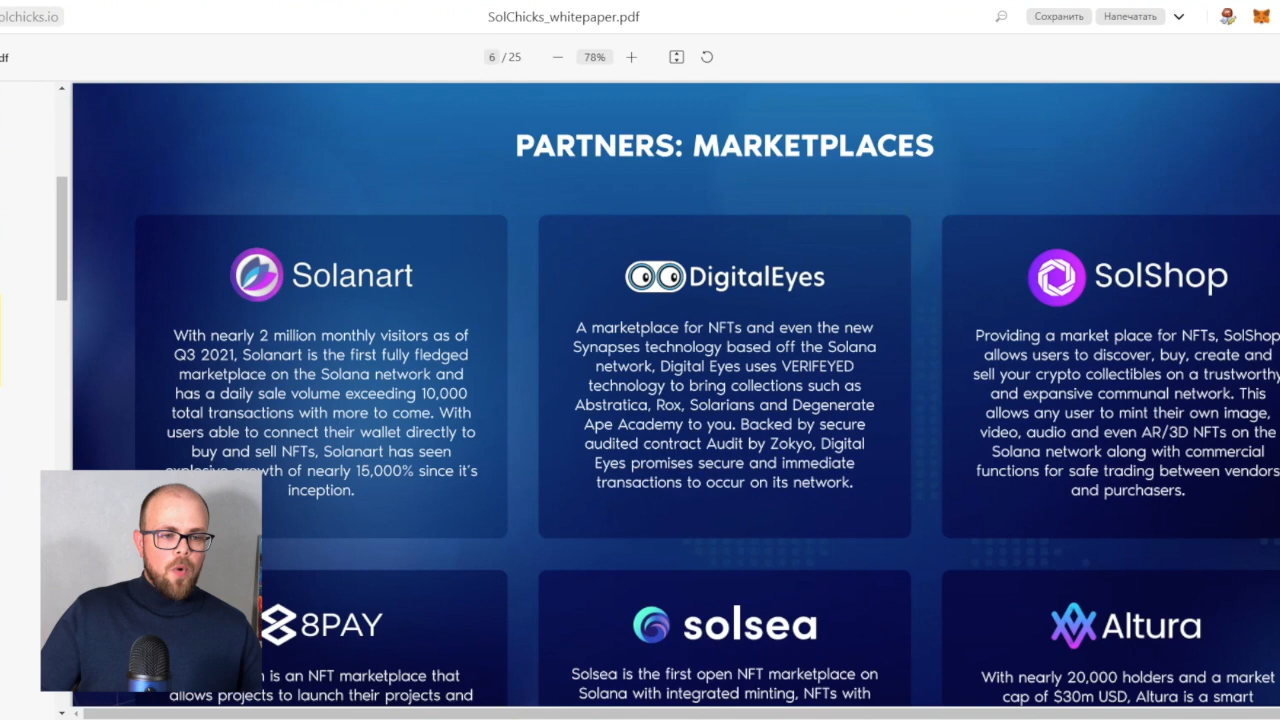 olchicks.io
SolChicks_whitepaper.pdf
Сохранить
Напечатать
df
6 / 25
78%
PARTNERS: MARKETPLACES
Solanart
With nearly 2 million monthly visitors as of
Q3 2021, Solanart is the first fully fledged
marketplace on the Solana network and
has a daily sale volume exceeding 10,000
total transactions with more to come. With
users able to connect their wallet directly to
buy and sell NFTs, Solanart has seen
explosive growth of nearly 15,000% since it's
inception.
DigitalEyes
A marketplace for NFTs and even the new
Synapses technology based off the Solana
network, Digital Eyes uses VERIFEYED
technology to bring collections such as
Abstratica, Rox, Solarians and Degenerate
Ape Academy to you. Backed by secure
audited contract Audit by Zokyo, Digital
Eyes promises secure and immediate
transactions to occur on its network.
SolShop
Providing a market place for NFTs, SolShop
allows users to discover, buy, create and
sell your crypto collectibles on a trustworthy
and expansive communal network. This
allows any user to mint their own image,
video, audio and even AR/3D NFTs on the
Solana network along with commercial
functions for safe trading between vendors
and purchasers.
8PAY
is an NFT marketplace that
allows projects to launch their projects and
solsea
Solsea is the first open NFT marketplace on
Solana with integrated minting, NFTs with
Altura
With nearly 20,000 holders and a market
cap of $30m USD, Altura is a smart